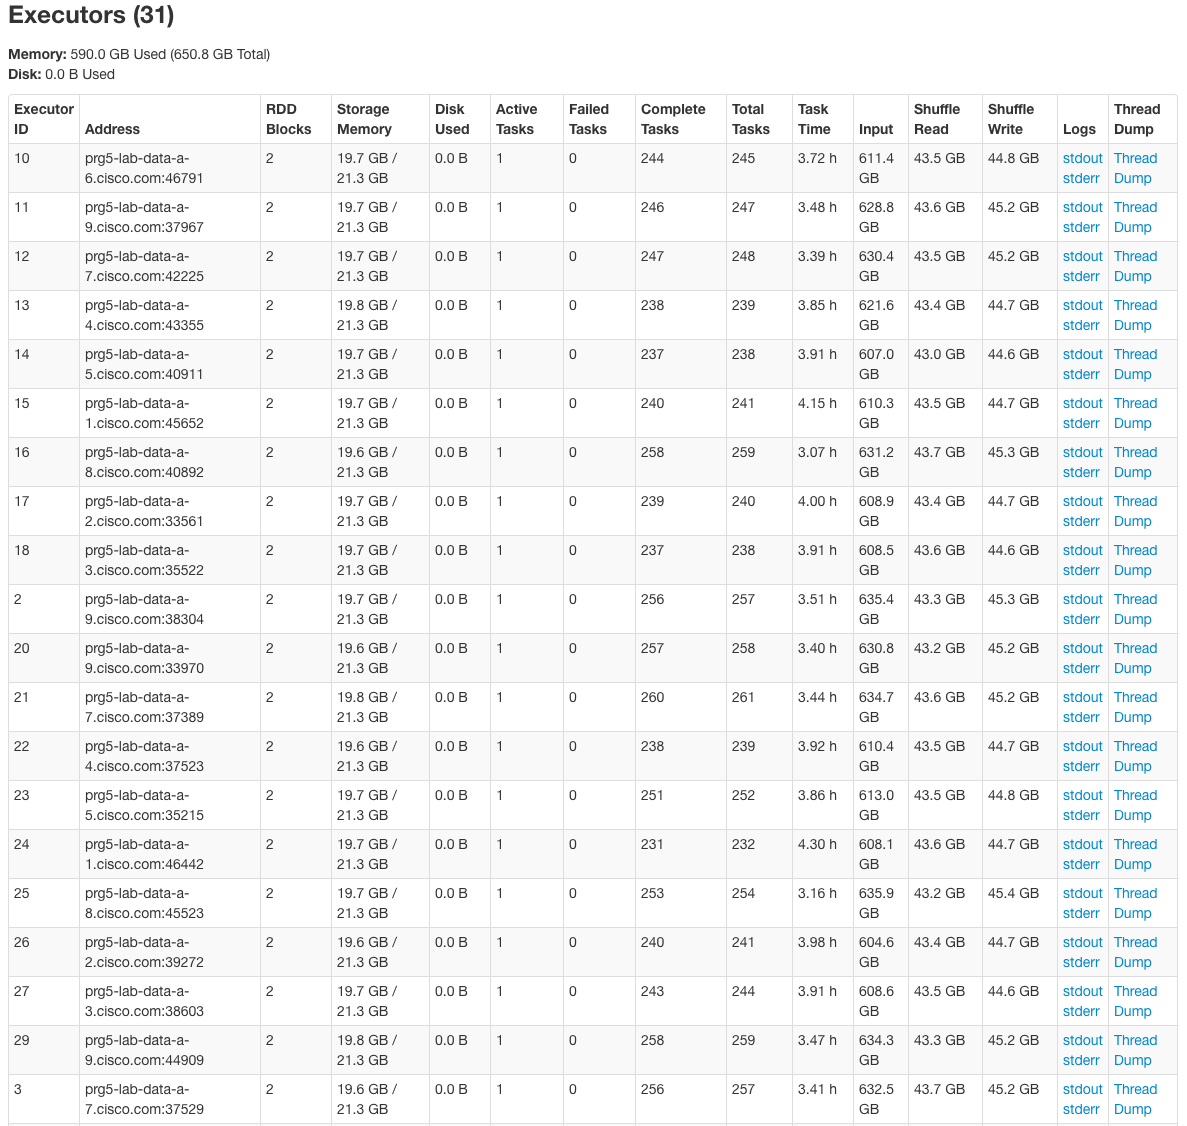 Executors (31)
Memory: 590.0 GB Used (650.8 GB Total)
Disk: 0.0 B Used
Executor ID Address RDD Blocks Storage Memory Disk Used Active Tasks Failed Tasks Complete Tasks Total Tasks Task Time Input Shuffle Read Shuffle Write Logs Thread Dump
10 prg5-lab-data-a- 2 19.7 GB / 0.0 B 1 0 244 245 3.72 h 611.4 43.5 GB 44.8 GB stdout Thread
6.cisco.com:46791 21.3 GB GB stderr Dump
11 prg5-lab-data-a- 2 19.7 GB / 0.0 B 1 0 246 247 3.48 h 628.8 43.6 GB 45.2 GB stdout Thread
9.cisco.com:37967 21.3 GB GB stderr Dump
12 prg5-lab-data-a- 2 19.7 GB / 0.0 B 1 0 247 248 3.39 h 630.4 43.5 GB 45.2 GB stdout Thread
7.cisco.com:42225 21.3 GB GB stderr Dump
13 prg5-lab-data-a- 2 19.8 GB / 0.0 B 1 0 238 239 3.85 h 621.6 43.4 GB 44.7 GB stdout Thread
4.cisco.com:43355 21.3 GB GB stderr Dump
14 prg5-lab-data-a- 2 19.7 GB / 0.0 B 1 0 237 238 3.91 h 607.0 43.0 GB 44.6 GB stdout Thread
5.cisco.com:40911 21.3 GB GB stderr Dump
15 prg5-lab-data-a- 2 19.7 GB / 0.0 B 1 0 240 241 4.15 h 610.3 43.5 GB 44.7 GB stdout Thread
1.cisco.com:45652 21.3 GB GB stderr Dump
16 prg5-lab-data-a- 2 19.6 GB / 0.0 B 1 0 258 259 3.07 h 631.2 43.7 GB 45.3 GB stdout Thread
8.cisco.com:40892 21.3 GB GB stderr Dump
17 prg5-lab-data-a- 2 19.7 GB / 0.0 B 1 0 239 240 4.00 h 608.9 43.4 GB 44.7 GB stdout Thread
2.cisco.com:33561 21.3 GB GB stderr Dump
18 prg5-lab-data-a- 2 19.7 GB / 0.0 B 1 0 237 238 3.91 h 608.5 43.6 GB 44.6 GB stdout Thread
3.cisco.com:35522 21.3 GB GB stderr Dump
2 prg5-lab-data-a- 2 19.7 GB / 0.0 B 1 0 256 257 3.51 h 635.4 43.3 GB 45.3 GB stdout Thread
9.cisco.com:38304 21.3 GB GB stderr Dump
20 prg5-lab-data-a- 2 19.6 GB / 0.0 B 1 0 257 258 3.40 h 630.8 43.2 GB 45.2 GB stdout Thread
9.cisco.com:33970 21.3 GB GB stderr Dump
21 prg5-lab-data-a- 2 19.8 GB / 0.0 B 1 0 260 261 3.44 h 634.7 43.6 GB 45.2 GB stdout Thread
7.cisco.com:37389 21.3 GB GB stderr Dump
22 prg5-lab-data-a- 2 19.6 GB / 0.0 B 1 0 238 239 3.92 h 610.4 43.5 GB 44.7 GB stdout Thread
4.cisco.com:37523 21.3 GB GB stderr Dump
23 prg5-lab-data-a- 2 19.7 GB / 0.0 B 1 0 251 252 3.86 h 613.0 43.5 GB 44.8 GB stdout Thread
5.cisco.com:35215 21.3 GB GB stderr Dump
24 prg5-lab-data-a- 2 19.7 GB / 0.0 B 1 0 231 232 4.30 h 608.1 43.6 GB 44.7 GB stdout Thread
1.cisco.com:46442 21.3 GB GB stderr Dump
25 prg5-lab-data-a- 2 19.7 GB / 0.0 B 1 0 253 254 3.16 h 635.9 43.2 GB 45.4 GB stdout Thread
8.cisco.com:45523 21.3 GB GB stderr Dump
26 prg5-lab-data-a- 2 19.6 GB / 0.0 B 1 0 240 241 3.98 h 604.6 43.4 GB 44.7 GB stdout Thread
2.cisco.com:39272 21.3 GB GB stderr Dump
27 prg5-lab-data-a- 2 19.7 GB / 0.0 B 1 0 243 244 3.91 h 608.6 43.5 GB 44.6 GB stdout Thread
3.cisco.com:38603 21.3 GB GB stderr Dump
29 prg5-lab-data-a- 2 19.8 GB / 0.0 B 1 0 258 259 3.47 h 634.3 43.3 GB 45.2 GB stdout Thread
9.cisco.com:44909 21.3 GB GB stderr Dump
3 prg5-lab-data-a- 2 19.6 GB / 0.0 B 1 0 256 257 3.41 h 632.5 43.7 GB 45.2 GB stdout Thread
7.cisco.com:37529 21.3 GB GB stderr Dump